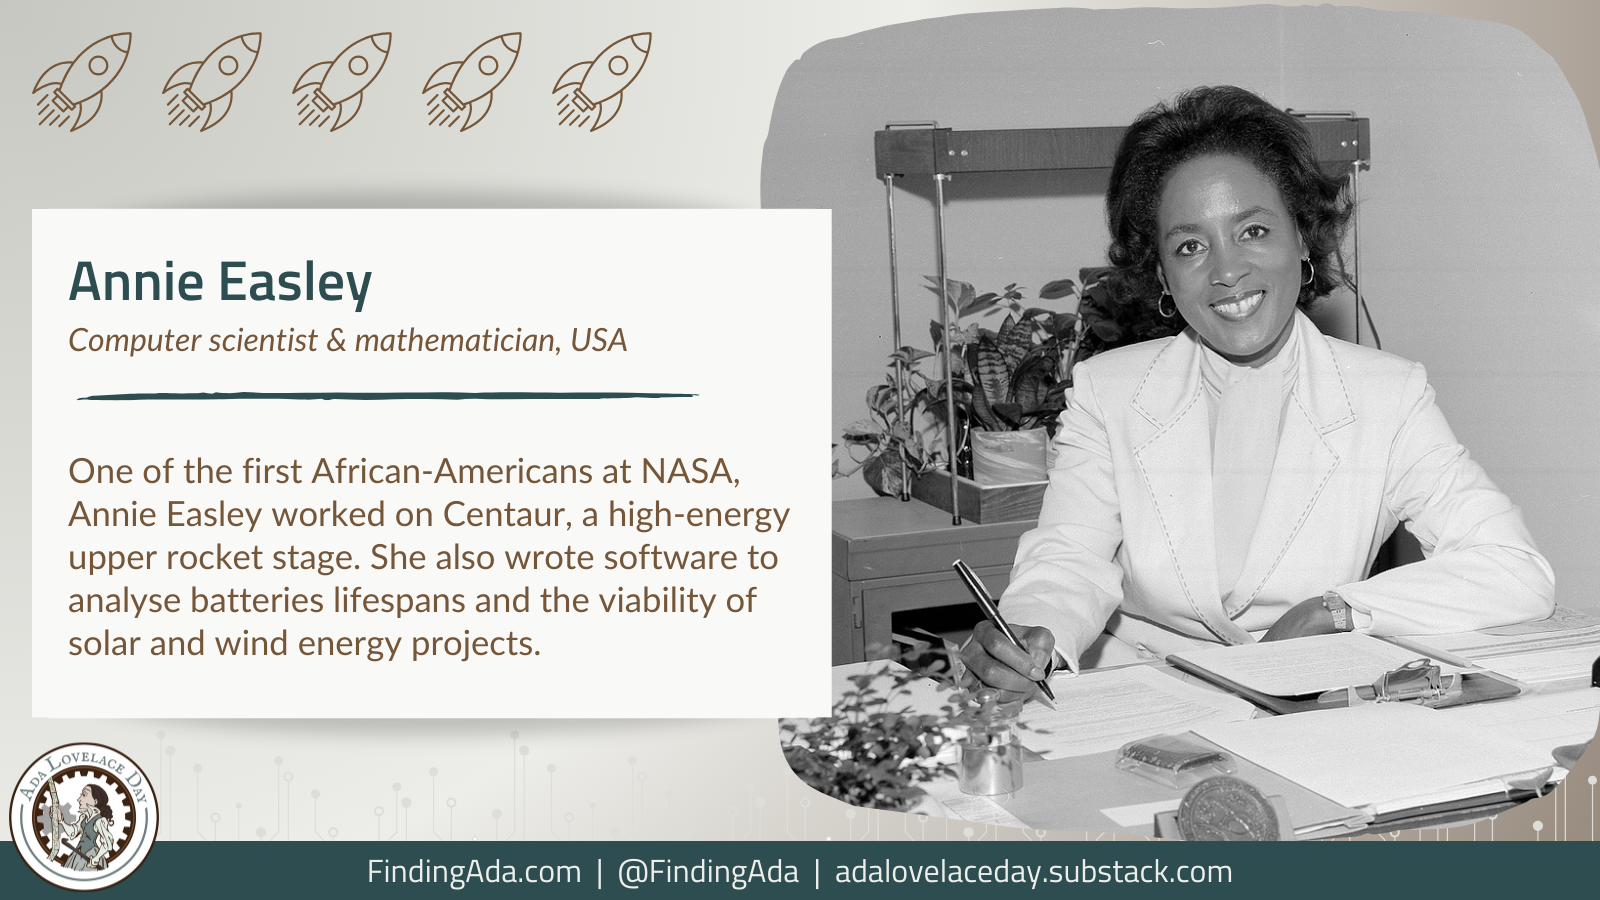 Annie Easley
Computer scientist & mathematician, USA
One of the first African-Americans at NASA,
Annie Easley worked on Centaur, a high-energy
upper rocket stage. She also wrote software to
analyse batteries lifespans and the viability of
solar and wind energy projects.
ADA LOVELACE DAY
FindingAda.com | @FindingAda | adalovelaceday.substack.com